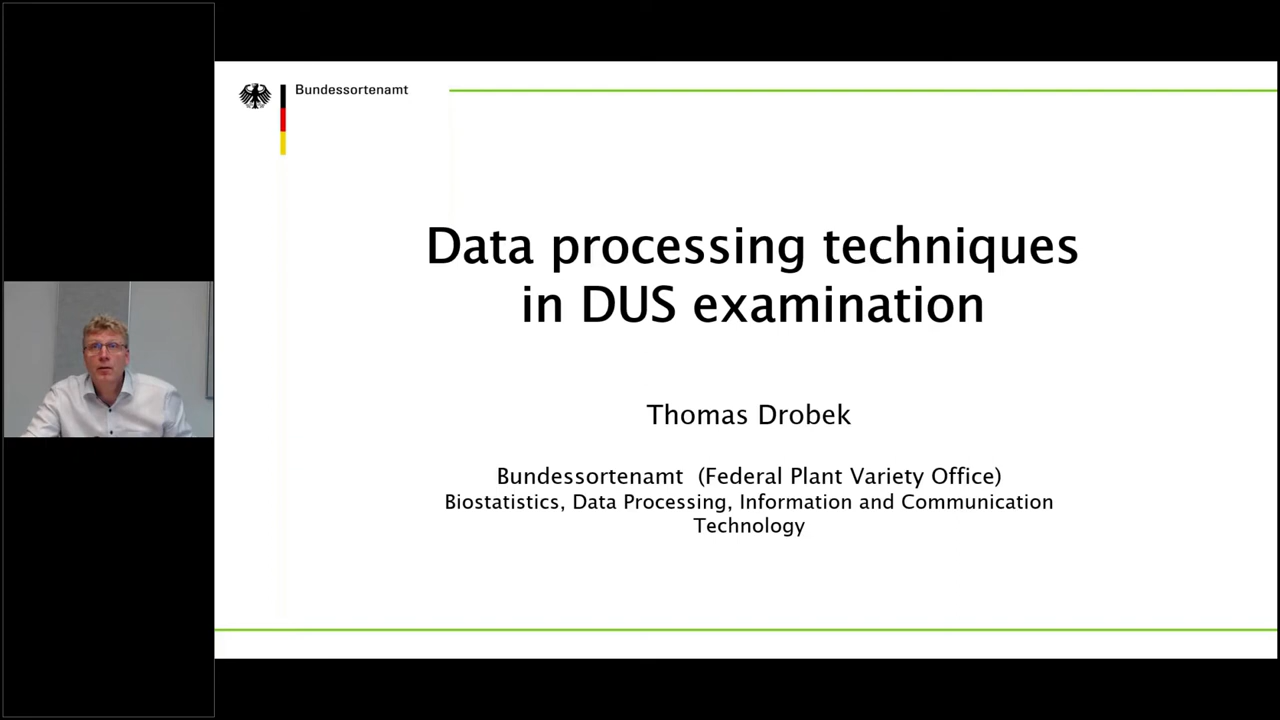 Bundessortenamt
Data processing techniques
in DUS examination
Thomas Drobek
Bundessortenamt (Federal Plant Variety Office)
Biostatistics, Data Processing, Information and Communication
Technology